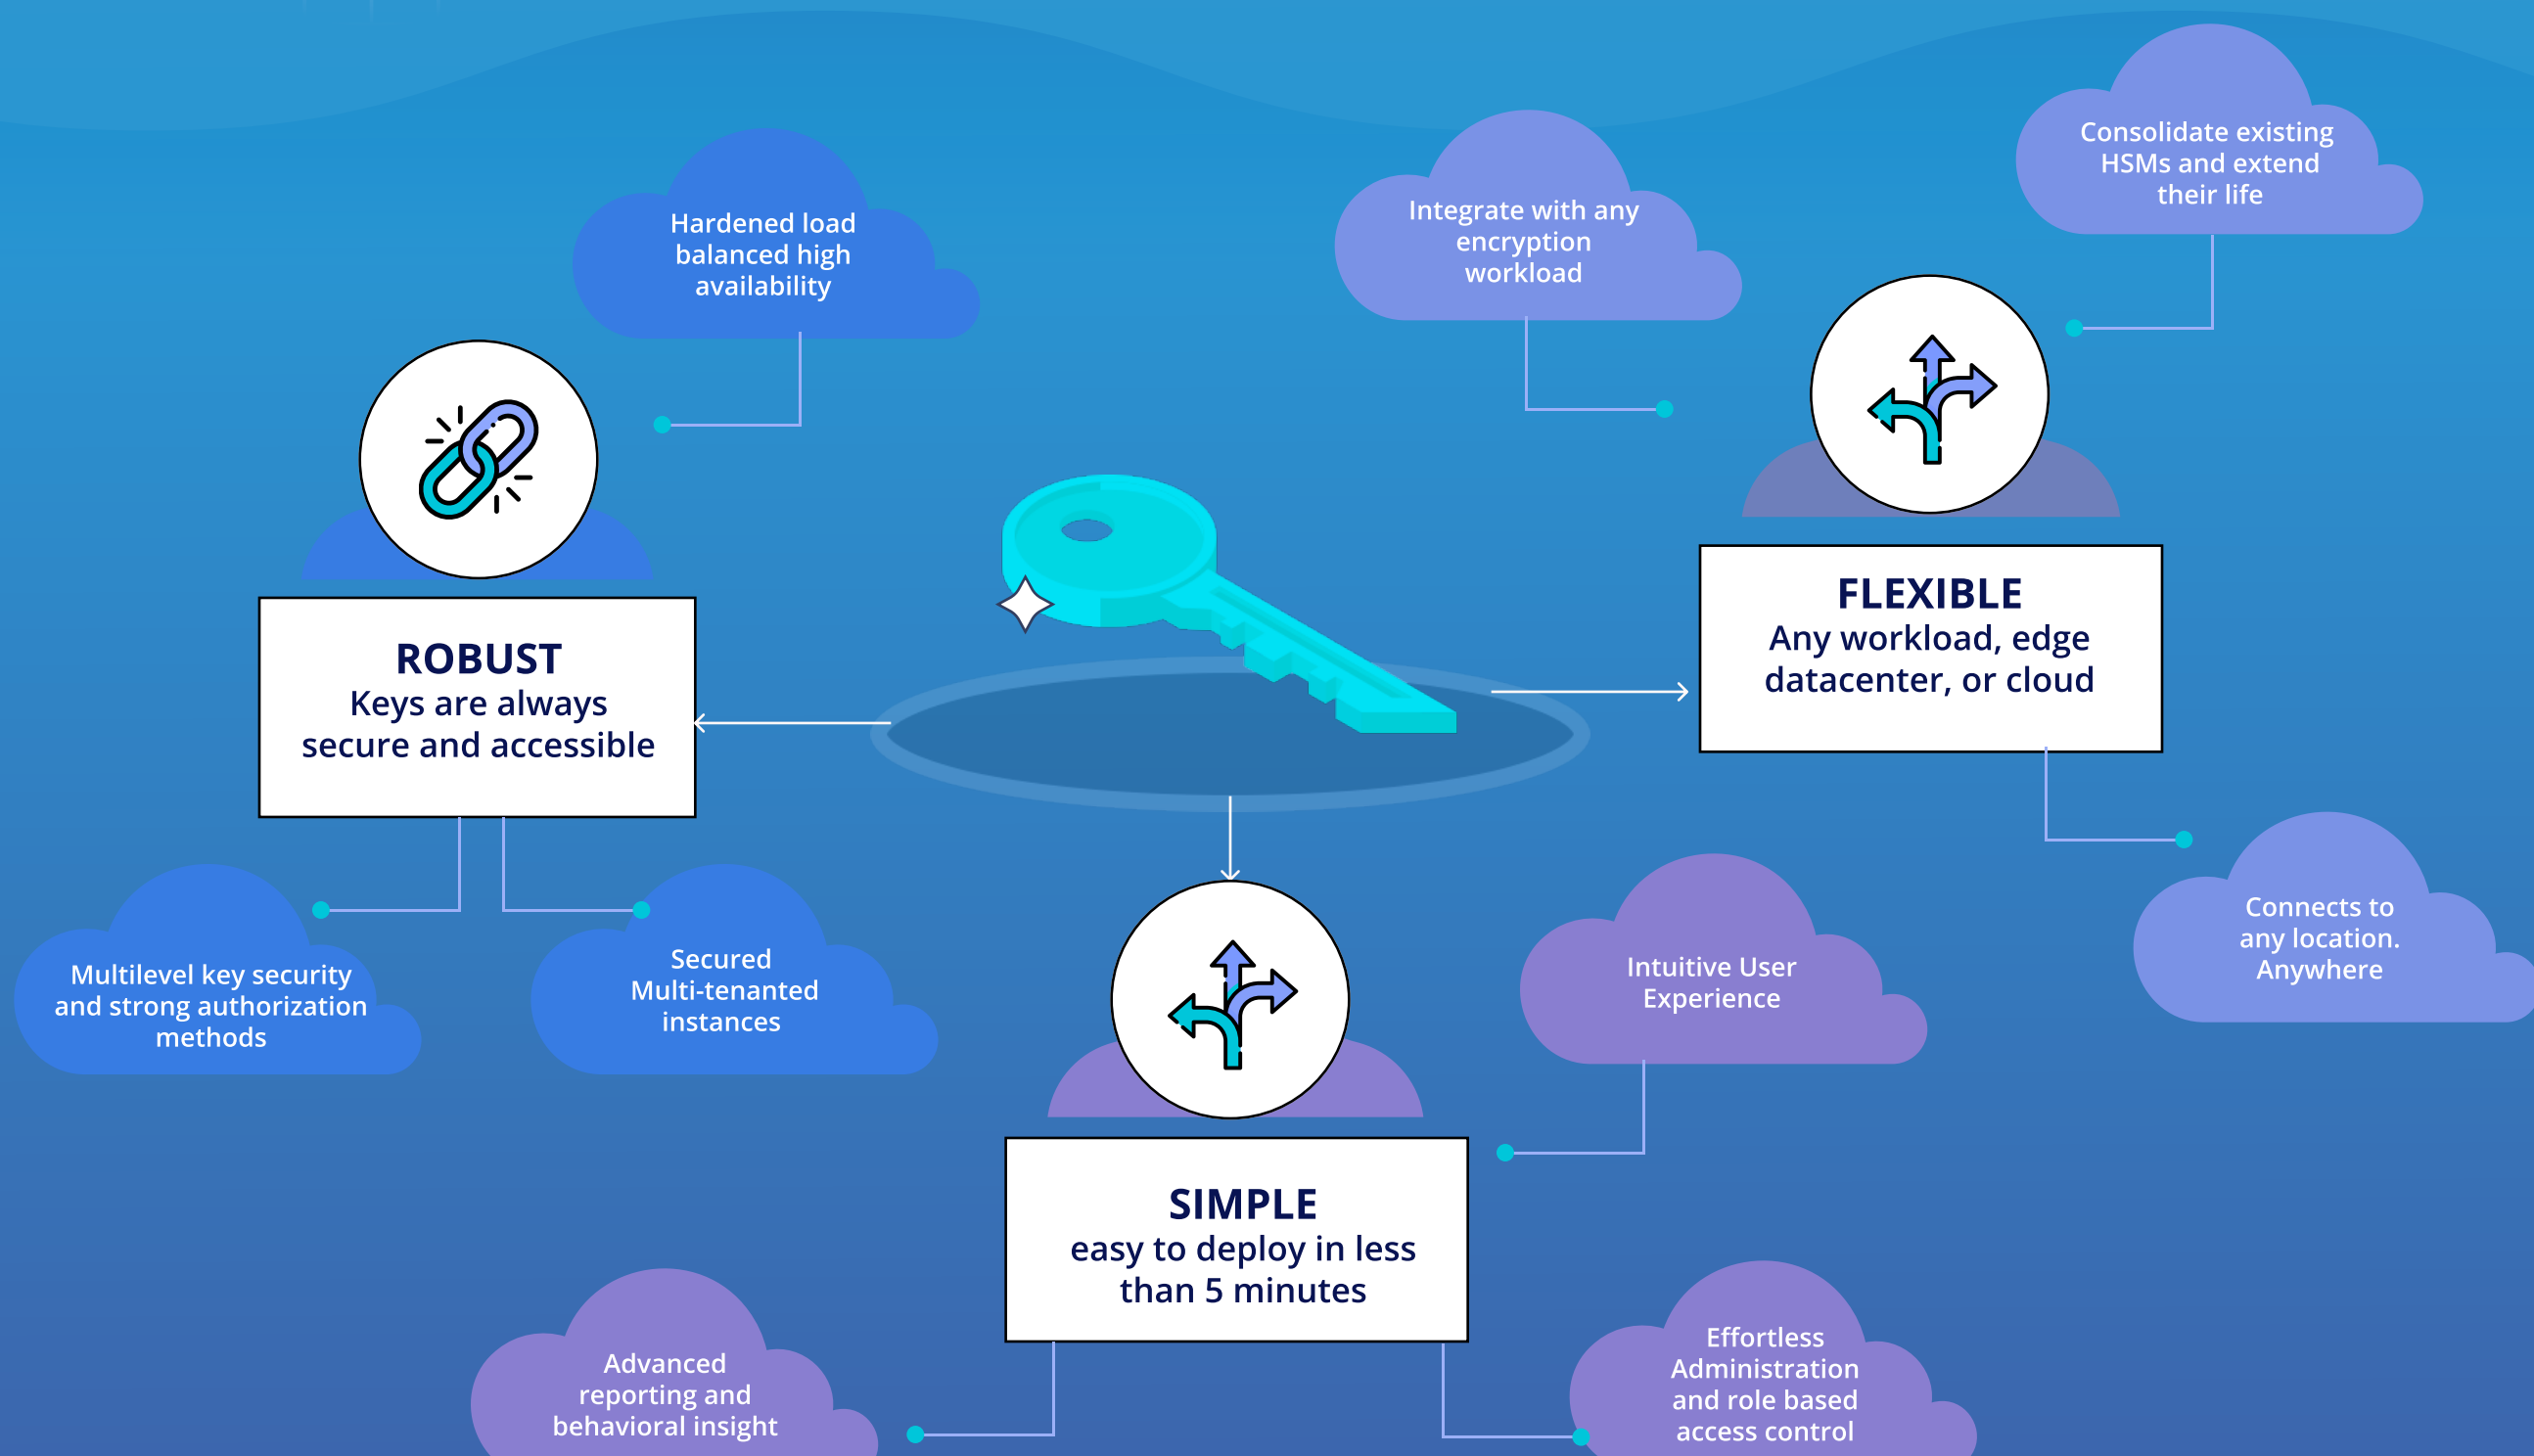 Hardened load
balanced high
availability
Integrate with any
encryption
workload
Consolidate existing
HSMs and extend
their life
ROBUST
Keys are always
secure and accessible
FLEXIBLE
Any workload, edge
datacenter, or cloud
Multilevel key security
and strong authorization
methods
Secured
Multi-tenanted
instances
Intuitive User
Experience
Connects to
any location.
Anywhere
SIMPLE
easy to deploy in less
than 5 minutes
Advanced
reporting and
behavioral insight
Effortless
Administration
and role based
access control